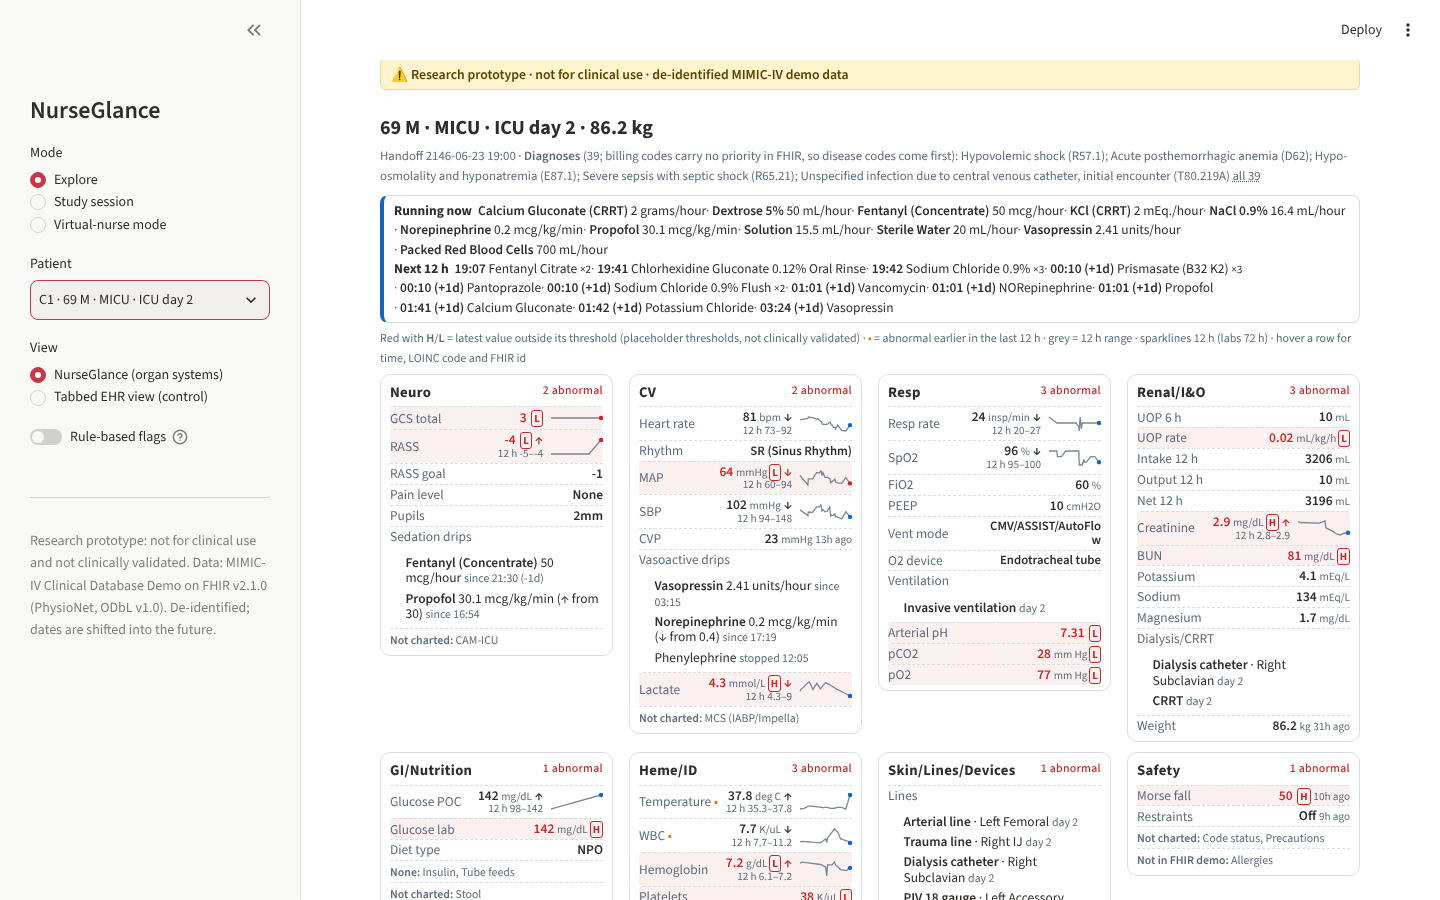 Deploy
NurseGlance
Mode
Explore
Study session
Virtual-nurse mode
Patient
C1 · 69 M · MICU · ICU day 2
View
NurseGlance (organ systems)
Tabbed EHR view (control)
Rule-based flags
Research prototype: not for clinical use
and not clinically validated. Data: MIMIC-
IV Clinical Database Demo on FHIR v2.1.0
(PhysioNet, ODbL v1.0). De-identified;
dates are shifted into the future.
⚠️ Research prototype · not for clinical use · de-identified MIMIC-IV demo data
69 M · MICU · ICU day 2 · 86.2 kg
Handoff 2146-06-23 19:00 · Diagnoses (39; billing codes carry no priority in FHIR, so disease codes come first): Hypovolemic shock (R57.1); Acute posthemorrhagic anemia (D62); Hypo-
osmolality and hyponatremia (E87.1); Severe sepsis with septic shock (R65.21); Unspecified infection due to central venous catheter, initial encounter (T80.219A) all 39
Running now Calcium Gluconate (CRRT) 2 grams/hour· Dextrose 5% 50 mL/hour· Fentanyl (Concentrate) 50 mcg/hour· KCl (CRRT) 2 mEq./hour· NaCl 0.9% 16.4 mL/hour
· Norepinephrine 0.2 mcg/kg/min· Propofol 30.1 mcg/kg/min· Solution 15.5 mL/hour· Sterile Water 20 mL/hour· Vasopressin 2.41 units/hour
· Packed Red Blood Cells 700 mL/hour
Next 12 h 19:07 Fentanyl Citrate ×2· 19:41 Chlorhexidine Gluconate 0.12% Oral Rinse· 19:42 Sodium Chloride 0.9% ×3· 00:10 (+1d) Prismasate (B32 K2) ×3
· 00:10 (+1d) Pantoprazole· 00:10 (+1d) Sodium Chloride 0.9% Flush ×2· 01:01 (+1d) Vancomycin· 01:01 (+1d) NORepinephrine· 01:01 (+1d) Propofol
· 01:41 (+1d) Calcium Gluconate· 01:42 (+1d) Potassium Chloride· 03:24 (+1d) Vasopressin
Red with H/L = latest value outside its threshold (placeholder thresholds, not clinically validated) · • = abnormal earlier in the last 12 h · grey = 12 h range · sparklines 12 h (labs 72 h) · hover a row for
time, LOINC code and FHIR id
Neuro 2 abnormal
GCS total 3 L
RASS -4 L ↑
12 h -5–-4
RASS goal -1
Pain level None
Pupils 2mm
Sedation drips
Fentanyl (Concentrate) 50
mcg/hour since 21:30 (-1d)
Propofol 30.1 mcg/kg/min (↑ from
30) since 16:54
Not charted: CAM-ICU
CV 2 abnormal
Heart rate 81 bpm ↓
12 h 73–92
Rhythm SR (Sinus Rhythm)
MAP 64 mmHg L ↓
12 h 60–94
SBP 102 mmHg ↓
12 h 94–148
CVP 23 mmHg 13h ago
Vasoactive drips
Vasopressin 2.41 units/hour since
03:15
Norepinephrine 0.2 mcg/kg/min
(↓ from 0.4) since 17:19
Phenylephrine stopped 12:05
Lactate 4.3 mmol/L H ↓
12 h 4.3–9
Not charted: MCS (IABP/Impella)
Resp 3 abnormal
Resp rate 24 insp/min ↓
12 h 20–27
SpO2 96 % ↓
12 h 95–100
FiO2 60 %
PEEP 10 cmH2O
Vent mode CMV/ASSIST/AutoFlo
w
O2 device Endotracheal tube
Ventilation
Invasive ventilation day 2
Arterial pH 7.31 L
pCO2 28 mm Hg L
pO2 77 mm Hg L
Renal/I&O 3 abnormal
UOP 6 h 10 mL
UOP rate 0.02 mL/kg/h L
Intake 12 h 3206 mL
Output 12 h 10 mL
Net 12 h 3196 mL
Creatinine 2.9 mg/dL H ↑
12 h 2.8–2.9
BUN 81 mg/dL H
Potassium 4.1 mEq/L
Sodium 134 mEq/L
Magnesium 1.7 mg/dL
Dialysis/CRRT
Dialysis catheter · Right
Subclavian day 2
CRRT day 2
Weight 86.2 kg 31h ago
GI/Nutrition 1 abnormal
Glucose POC 142 mg/dL ↑
12 h 98–142
Glucose lab 142 mg/dL H
Diet type NPO
None: Insulin, Tube feeds
Not charted: Stool
Heme/ID 3 abnormal
Temperature • 37.8 deg C ↑
12 h 35.3–37.8
WBC • 7.7 K/uL ↓
12 h 7.7–11.2
Hemoglobin 7.2 g/dL L ↑
12 h 6.1–7.2
Platelets 38 K/uL L
Skin/Lines/Devices 1 abnormal
Lines
Arterial line · Left Femoral day 2
Trauma line · Right IJ day 2
Dialysis catheter · Right
Subclavian day 2
PIV 18 gauge · Left Accessory
Safety 1 abnormal
Morse fall 50 H 10h ago
Restraints Off 9h ago
Not charted: Code status, Precautions
Not in FHIR demo: Allergies